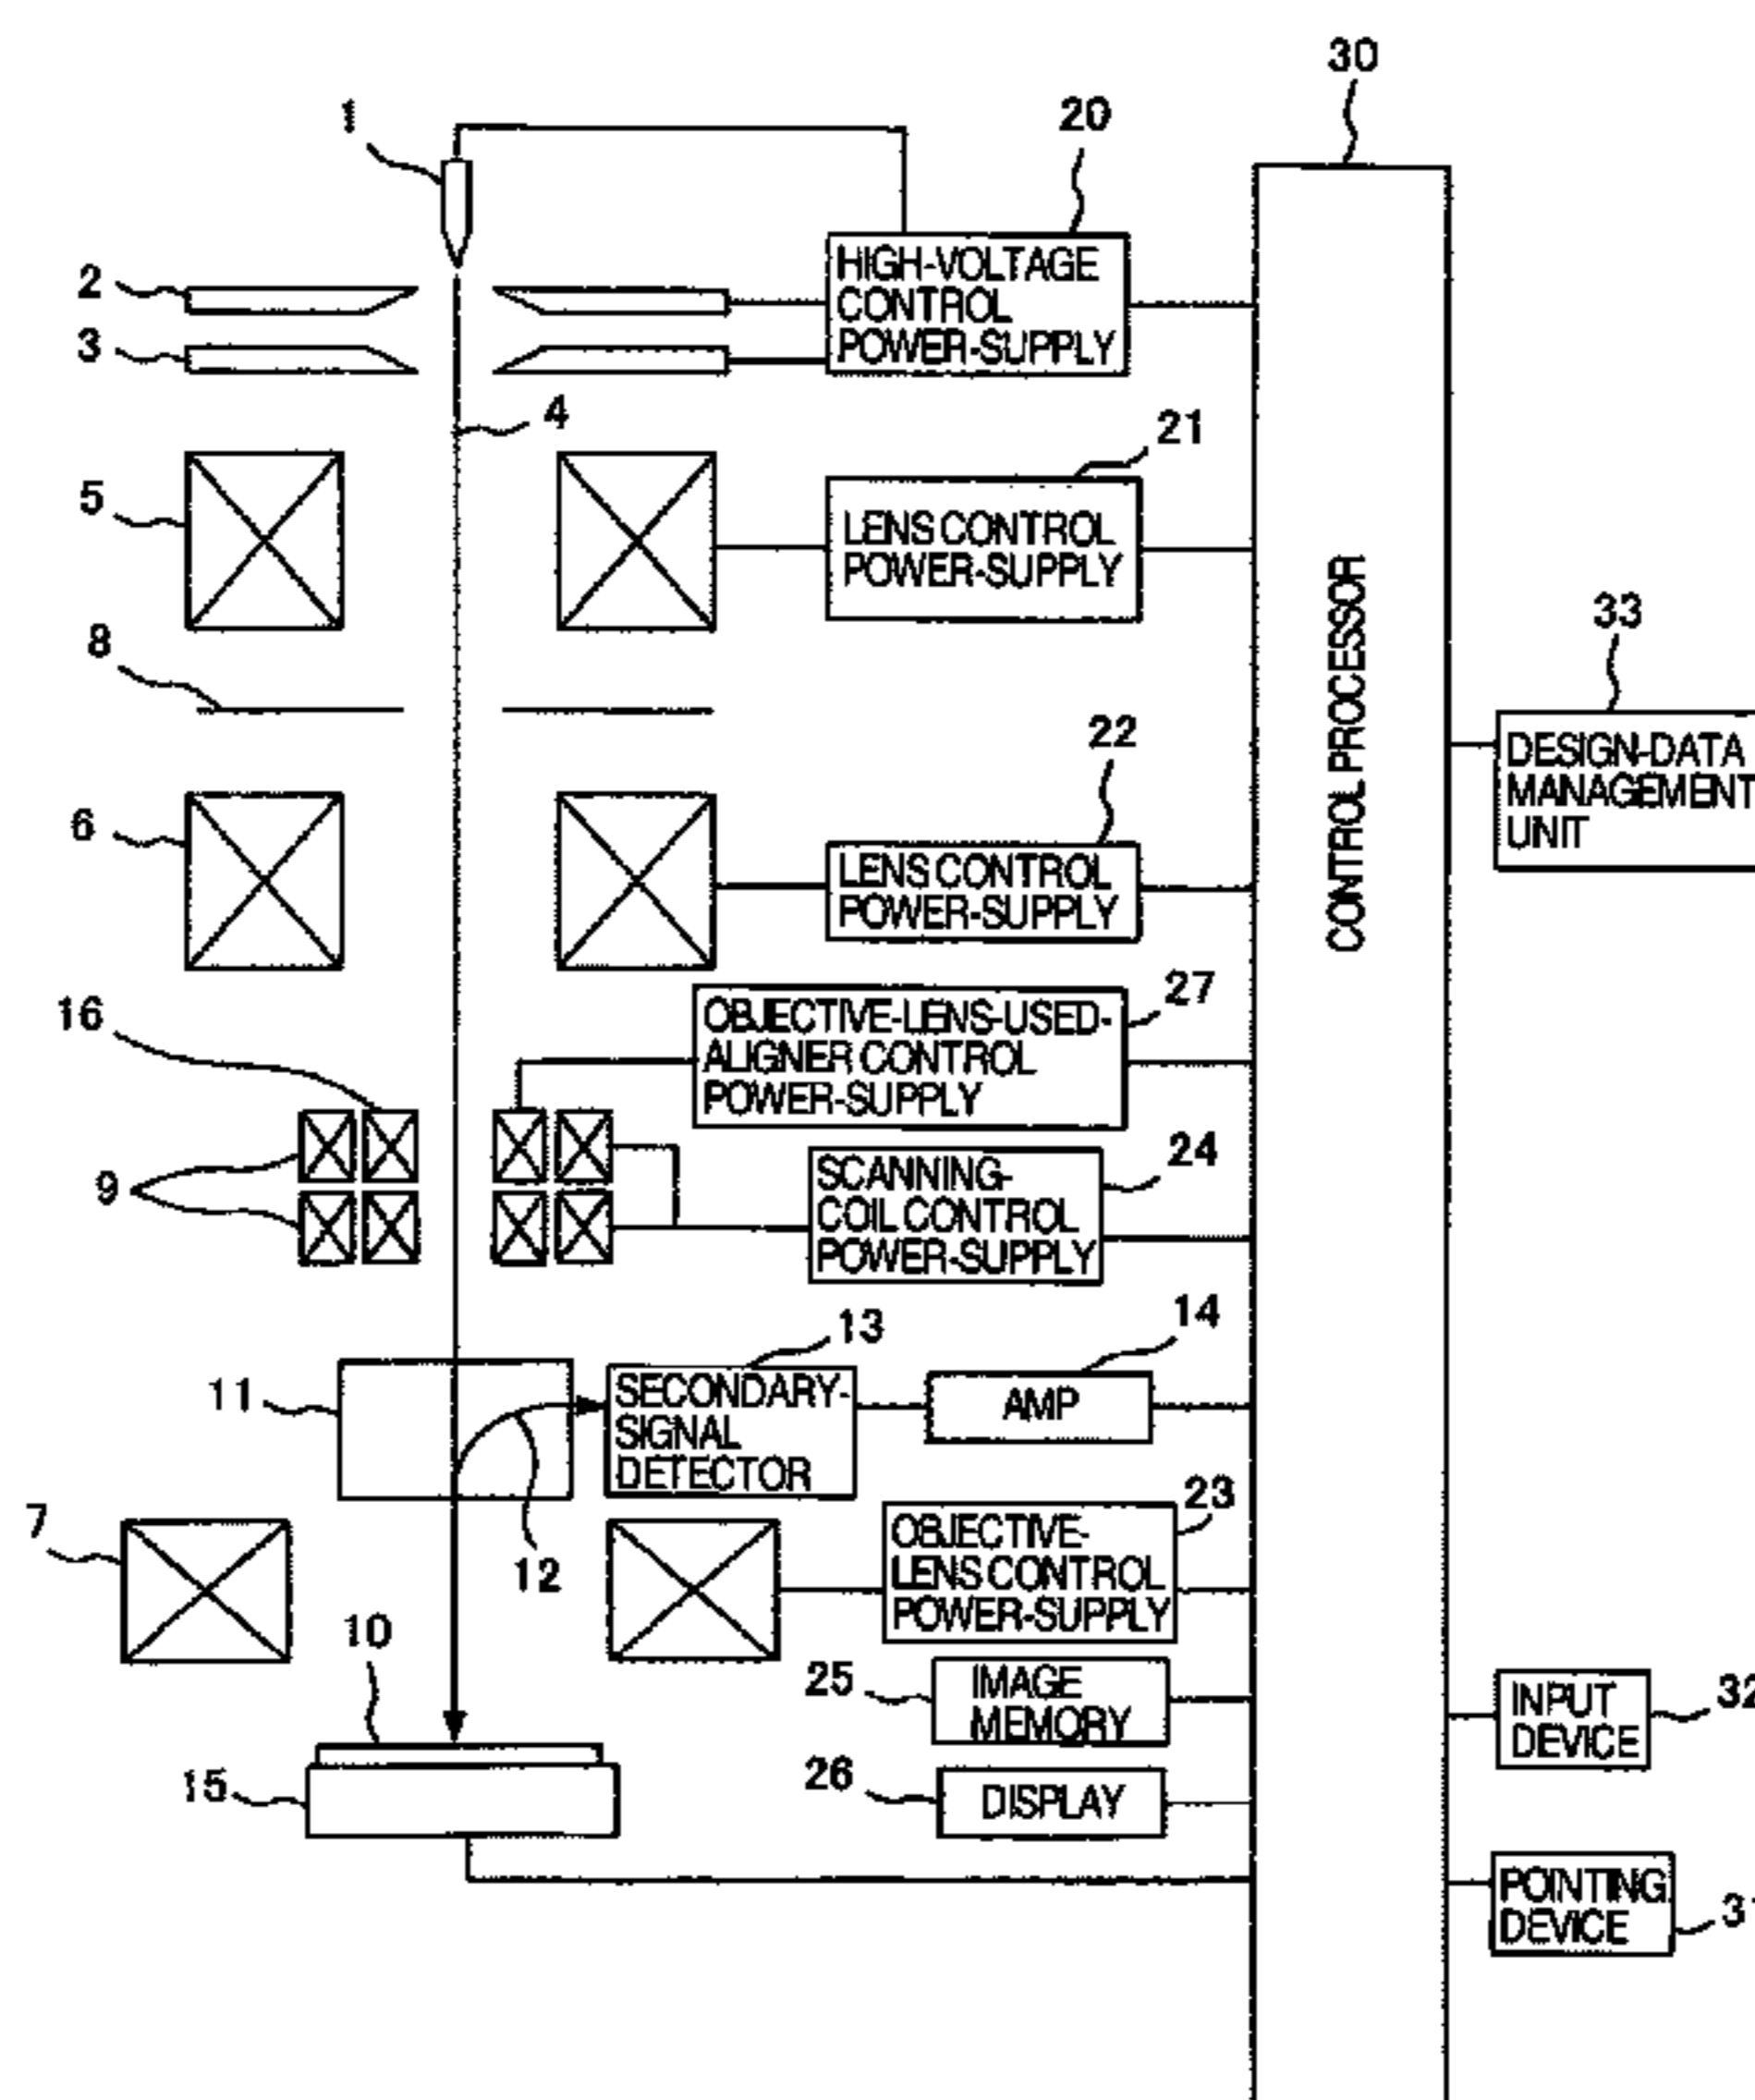 30
1
20
HIGH-VOLTAGE
CONTROL
POWER-SUPPLY
2
3
4
21
5
LENS CONTROL
POWER-SUPPLY
CONTROL PROCESSOR
33
8
DESIGN-DATA
MANAGEMENT
UNIT
22
6
LENS CONTROL
POWER-SUPPLY
27
16
OBJECTIVE-LENS-USED-
ALIGNER CONTROL
POWER-SUPPLY
24
9
SCANNING-
COIL CONTROL
POWER-SUPPLY
13
14
11
SECONDARY-
SIGNAL
DETECTOR
AMP
23
7
12
OBJECTIVE-
LENS CONTROL
POWER-SUPPLY
10
25
IMAGE
MEMORY
INPUT
DEVICE
32
15
26
DISPLAY
POINTING
DEVICE